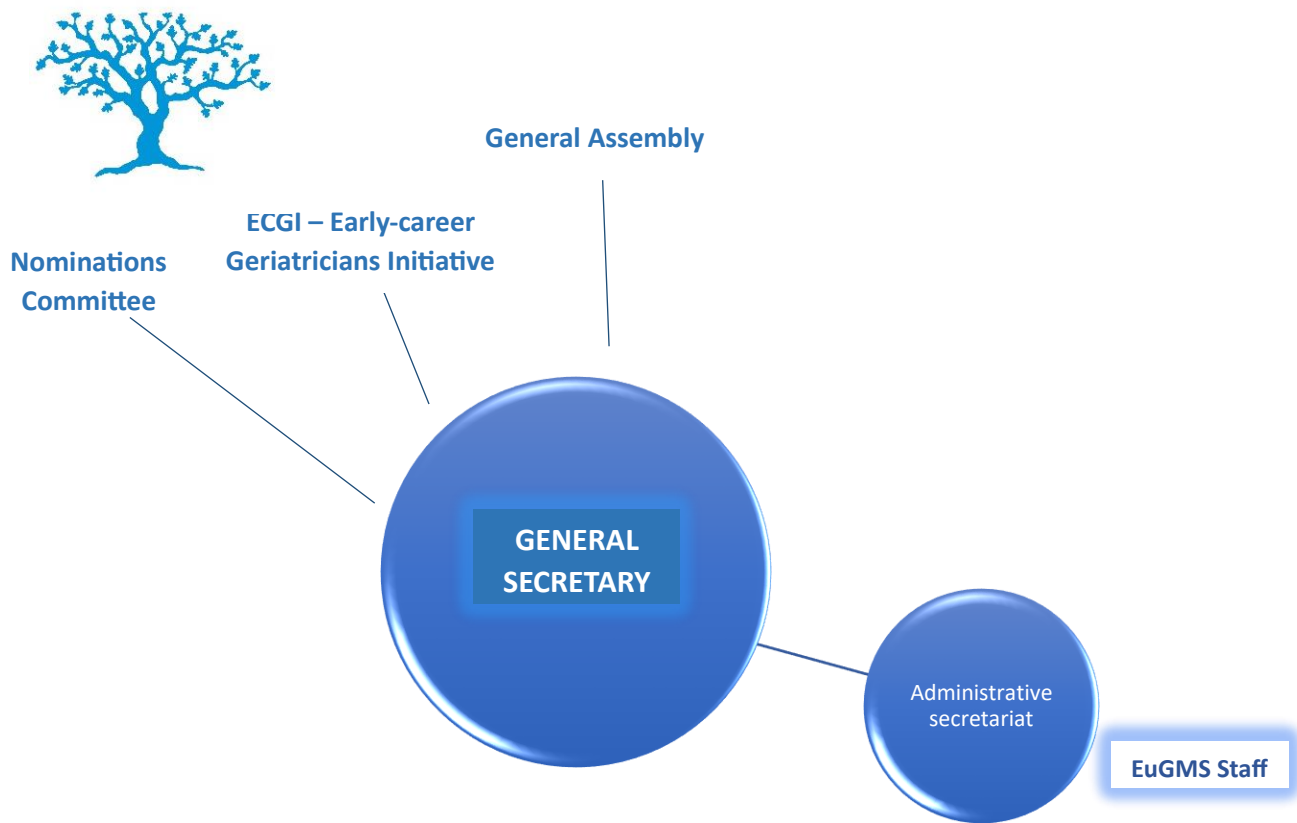 General Assembly
ECGI – Early-career
Geriatricians Initiative
Nominations
Committee
GENERAL
SECRETARY
Administrative
secretariat
EuGMS Staff